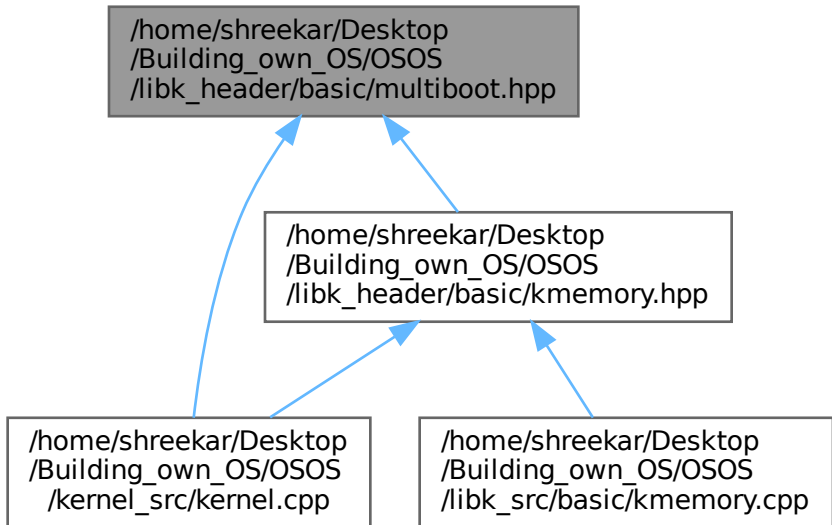 /home/shreekar/Desktop
/Building_own_OS/OSOS
/libk_header/basic/multiboot.hpp
/home/shreekar/Desktop
/Building_own_OS/OSOS
/libk_header/basic/kmemory.hpp
/home/shreekar/Desktop
/Building_own_OS/OSOS
/kernel_src/kernel.cpp
/home/shreekar/Desktop
/Building_own_OS/OSOS
/libk_src/basic/kmemory.cpp